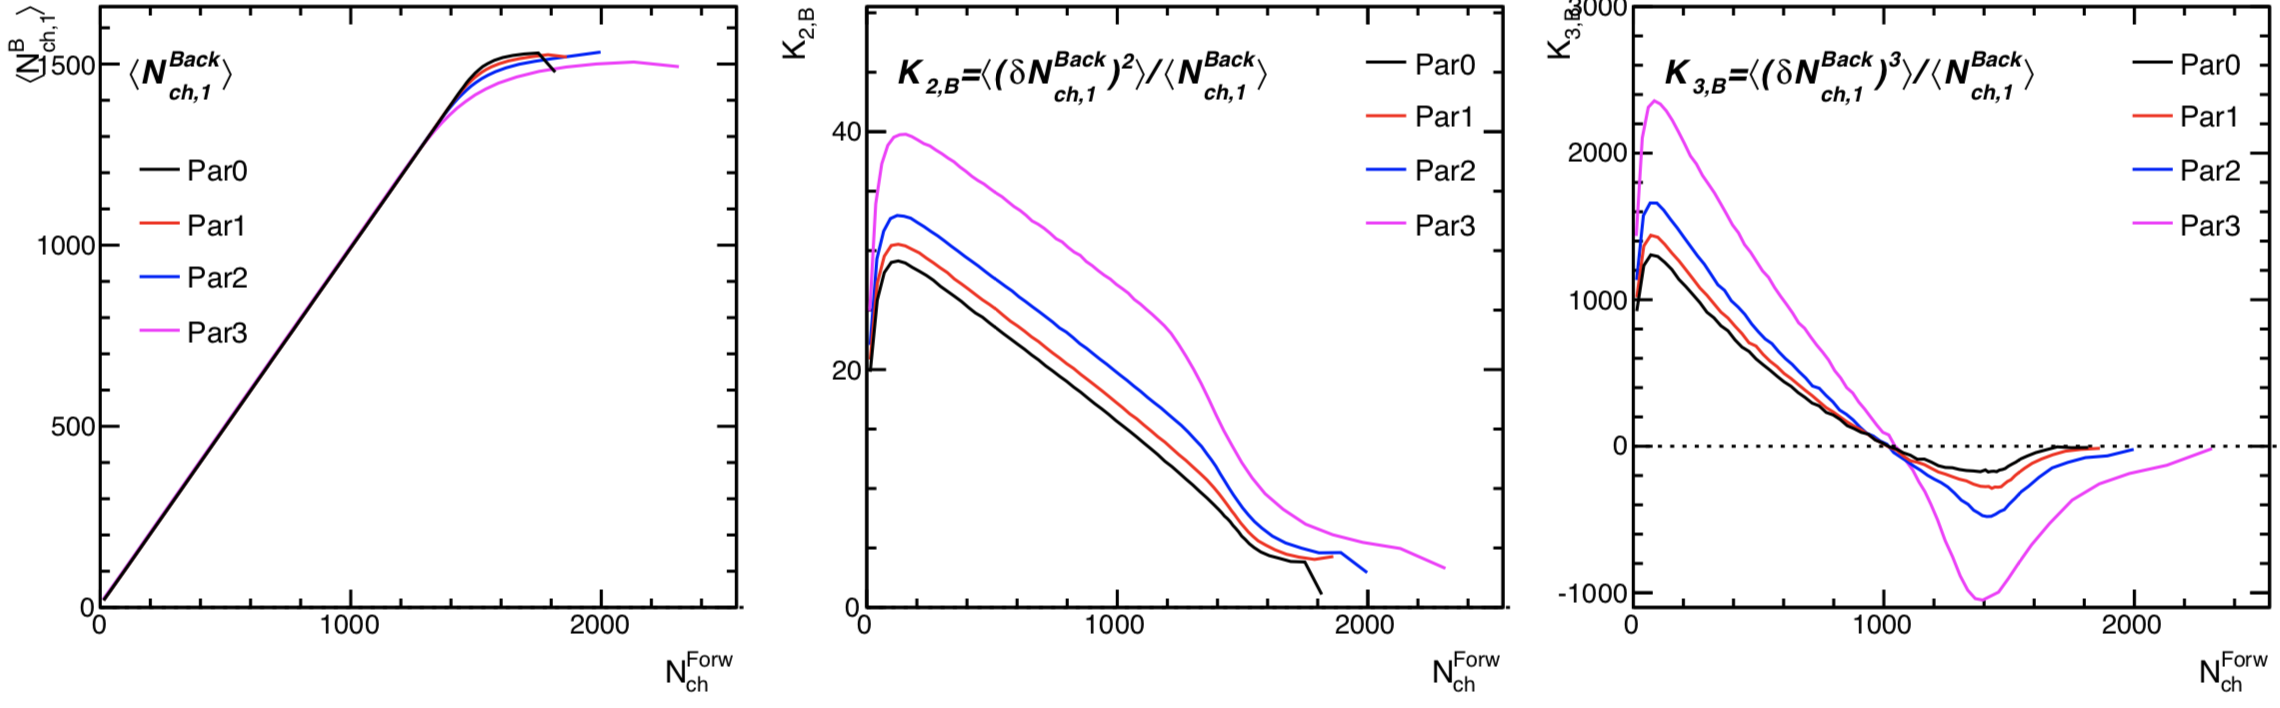 ⟨N^B_ch,1⟩
⟨N^Back_ch,1⟩
Par0
Par1
Par2
Par3
1500
1000
500
0
0 1000 2000
N^Forw_ch
K_2,B
K_2,B=⟨(δN^Back_ch,1)^2⟩/⟨N^Back_ch,1⟩
Par0
Par1
Par2
Par3
40
20
0
0 1000 2000
N^Forw_ch
K_3,B
K_3,B=⟨(δN^Back_ch,1)^3⟩/⟨N^Back_ch,1⟩
Par0
Par1
Par2
Par3
3000
2000
1000
0
-1000
0 1000 2000
N^Forw_ch